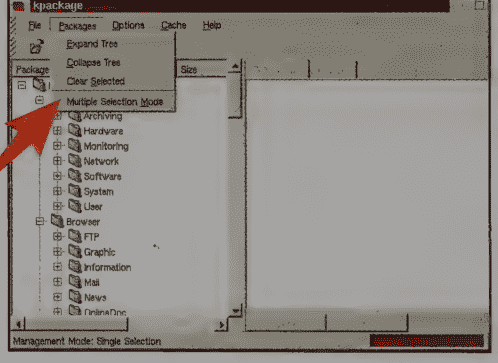 kpackage
File Packages Options Cache Help
Expand Tree
Collapse Tree
Clear Selected
Multiple Selection Mode
Package Size
Archiving
Hardware
Monitoring
Network
Software
System
User
Browser
FTP
Graphic
Information
Mail
News
OnlineDoc
Management Mode: Single Selection